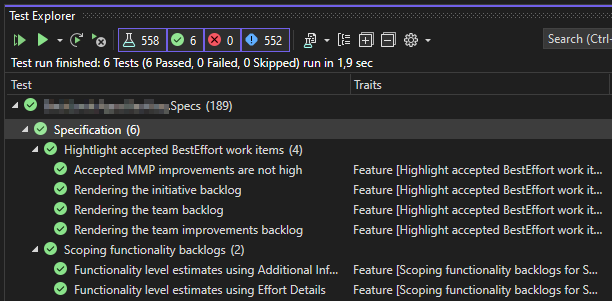 Test Explorer
558 6 0 552 Search (Ctrl-
Test run finished: 6 Tests (6 Passed, 0 Failed, 0 Skipped) run in 1,9 sec
Test Traits
.Specs (189)
Specification (6)
Hightlight accepted BestEffort work items (4)
Accepted MMP improvements are not high Feature [Highlight accepted BestEffort work it...
Rendering the initiative backlog Feature [Highlight accepted BestEffort work it...
Rendering the team backlog Feature [Highlight accepted BestEffort work it...
Rendering the team improvements backlog Feature [Highlight accepted BestEffort work it...
Scoping functionality backlogs (2)
Functionality level estimates using Additional Inf... Feature [Scoping functionality backlogs for S...
Functionality level estimates using Effort Details Feature [Scoping functionality backlogs for S...